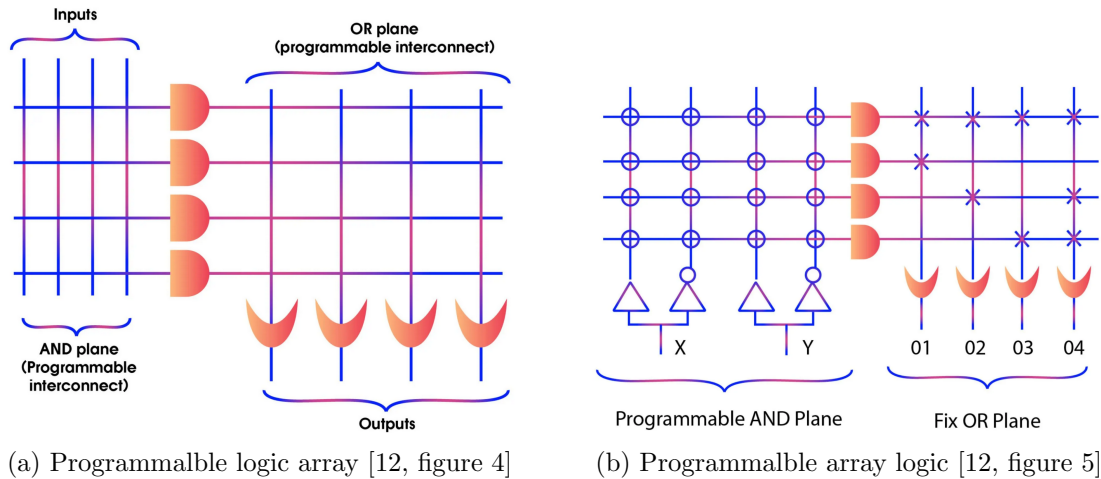 Inputs
OR plane
(programmable interconnect)
AND plane
(Programmable
interconnect)
Outputs
(a) Programmalble logic array [12, figure 4]
X
Y
01
02
03
04
Programmable AND Plane
Fix OR Plane
(b) Programmalble array logic [12, figure 5]